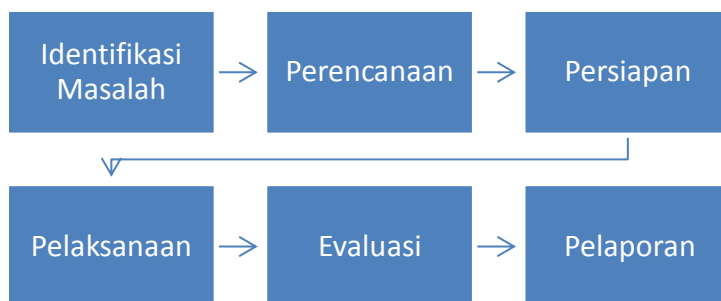 Identifikasi
Masalah
Perencanaan
Persiapan
Pelaksanaan
Evaluasi
Pelaporan